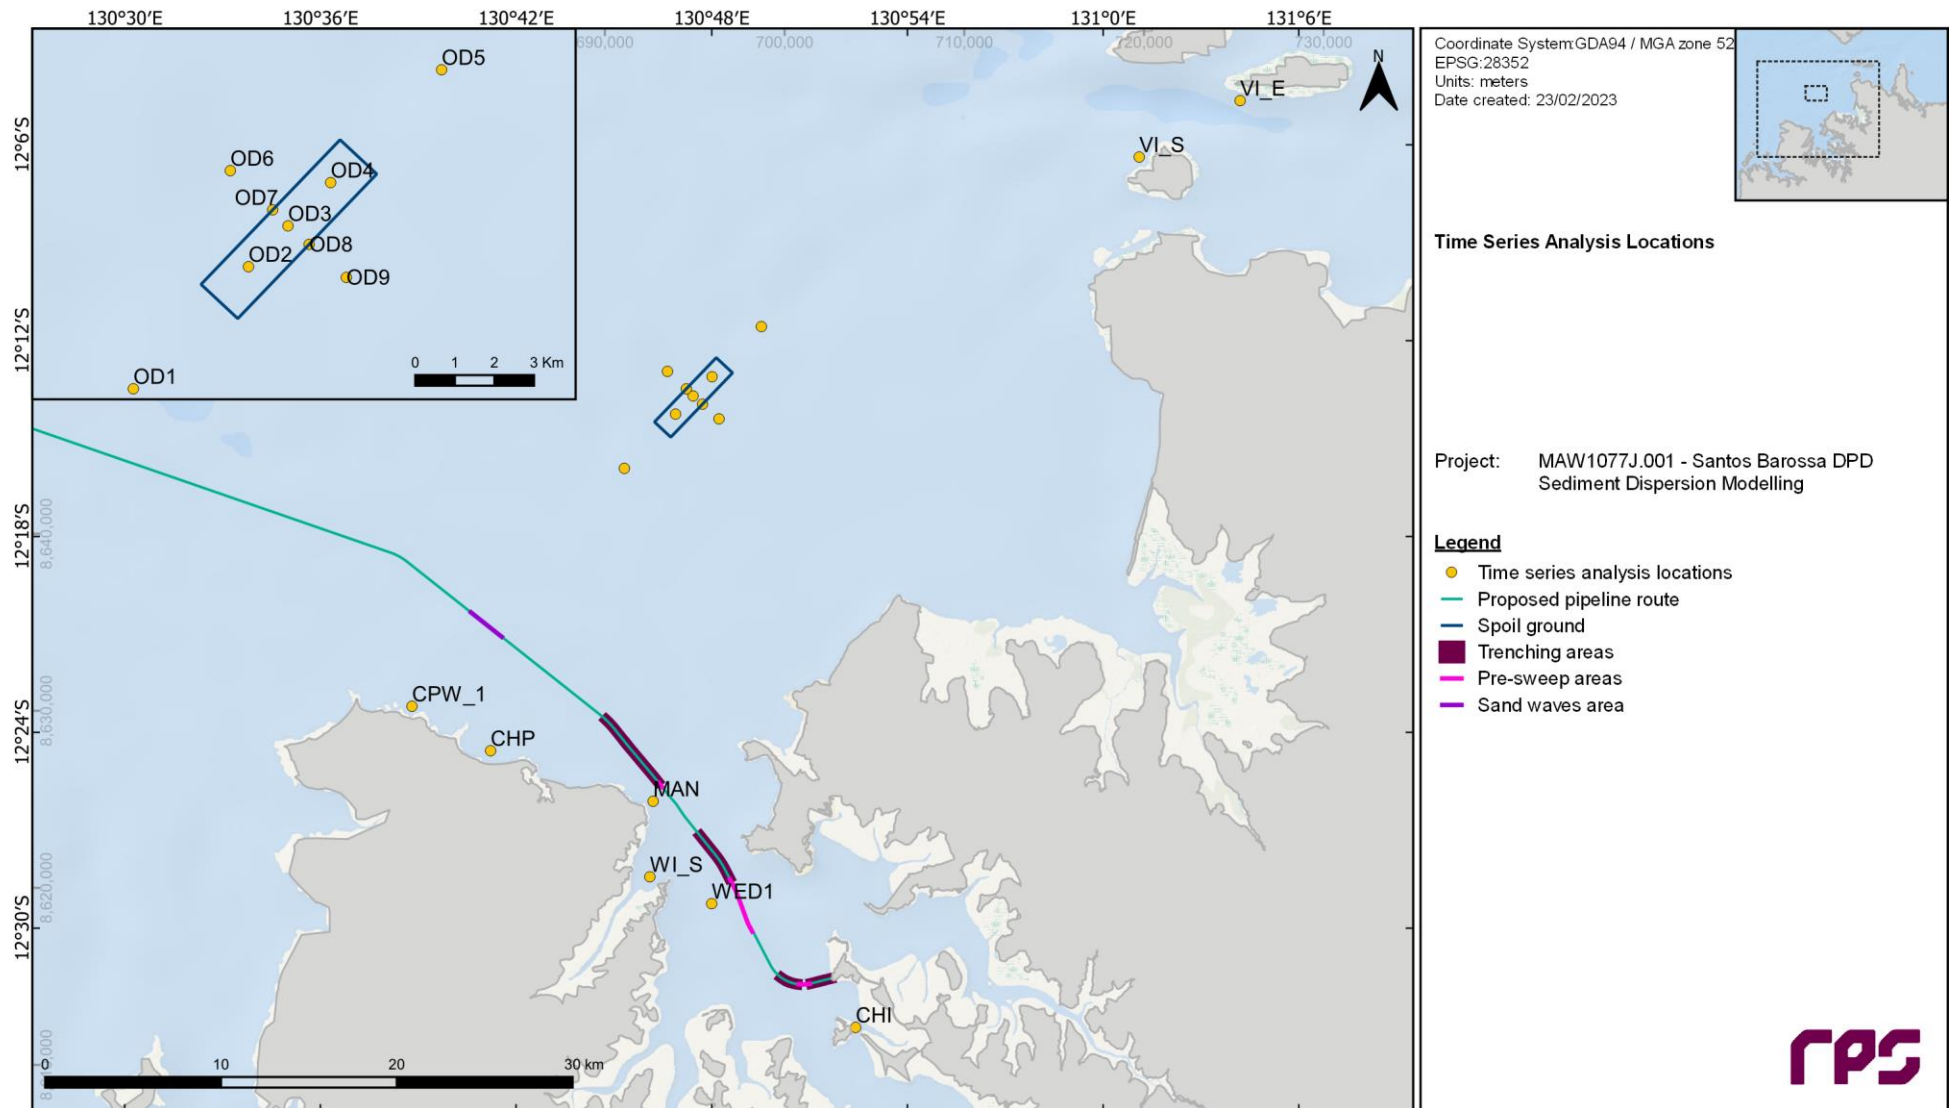 130°30′E 130°36′E 130°42′E 130°48′E 130°54′E 131°0′E 131°6′E
690,000 700,000 710,000 720,000 730,000
12°6′S
12°12′S
12°18′S
12°24′S
12°30′S
8,640,000
8,630,000
8,620,000
OD5
OD6
OD4
OD7
OD3
OD8
OD2
OD9
OD1
0 1 2 3 Km
N
VI_E
VI_S
CPW_1
CHP
MAN
WI_S
WED1
CHI
0 10 20 30 km
Coordinate System:GDA94 / MGA zone 52
EPSG:28352
Units: meters
Date created: 23/02/2023
Time Series Analysis Locations
Project: MAW1077J.001 - Santos Barossa DPD
Sediment Dispersion Modelling
Legend
Time series analysis locations
Proposed pipeline route
Spoil ground
Trenching areas
Pre-sweep areas
Sand waves area
rps